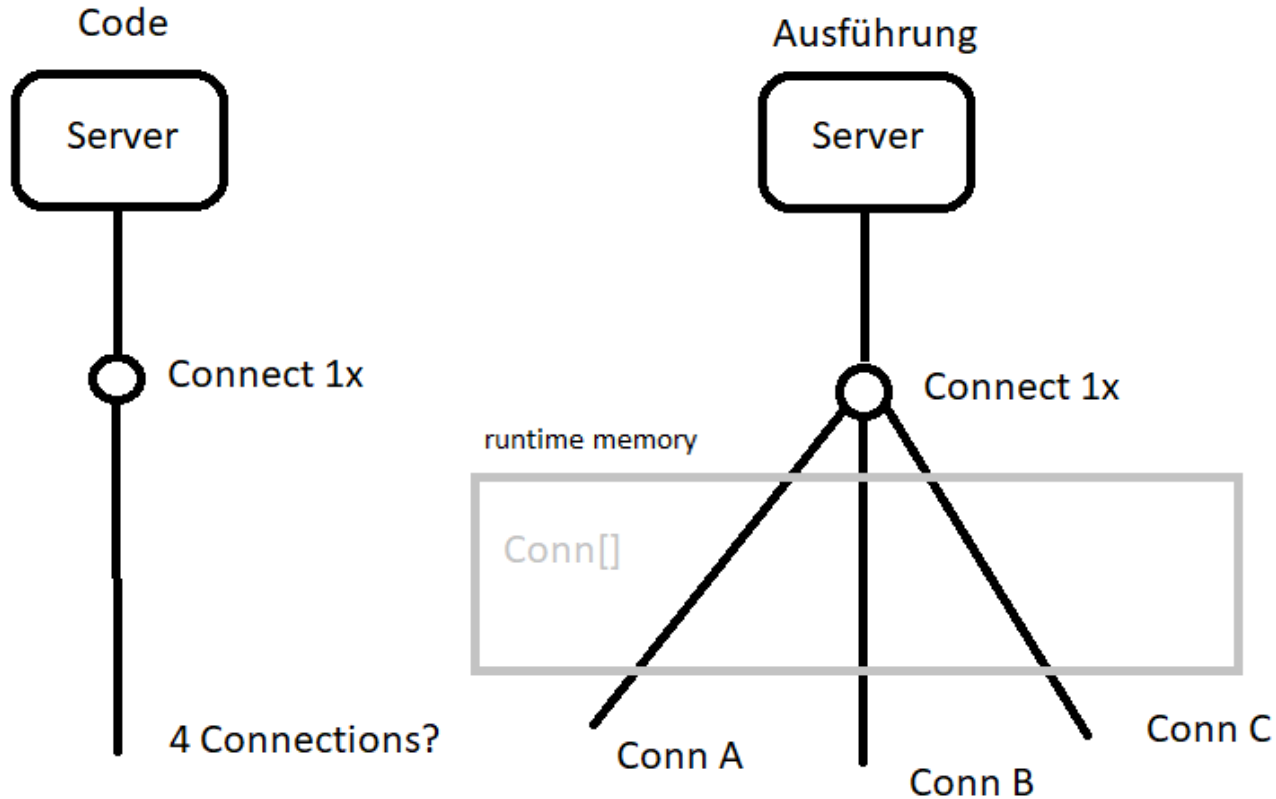 Code
Server
Connect 1x
4 Connections?
Ausführung
Server
Connect 1x
runtime memory
Conn[]
Conn A
Conn B
Conn C